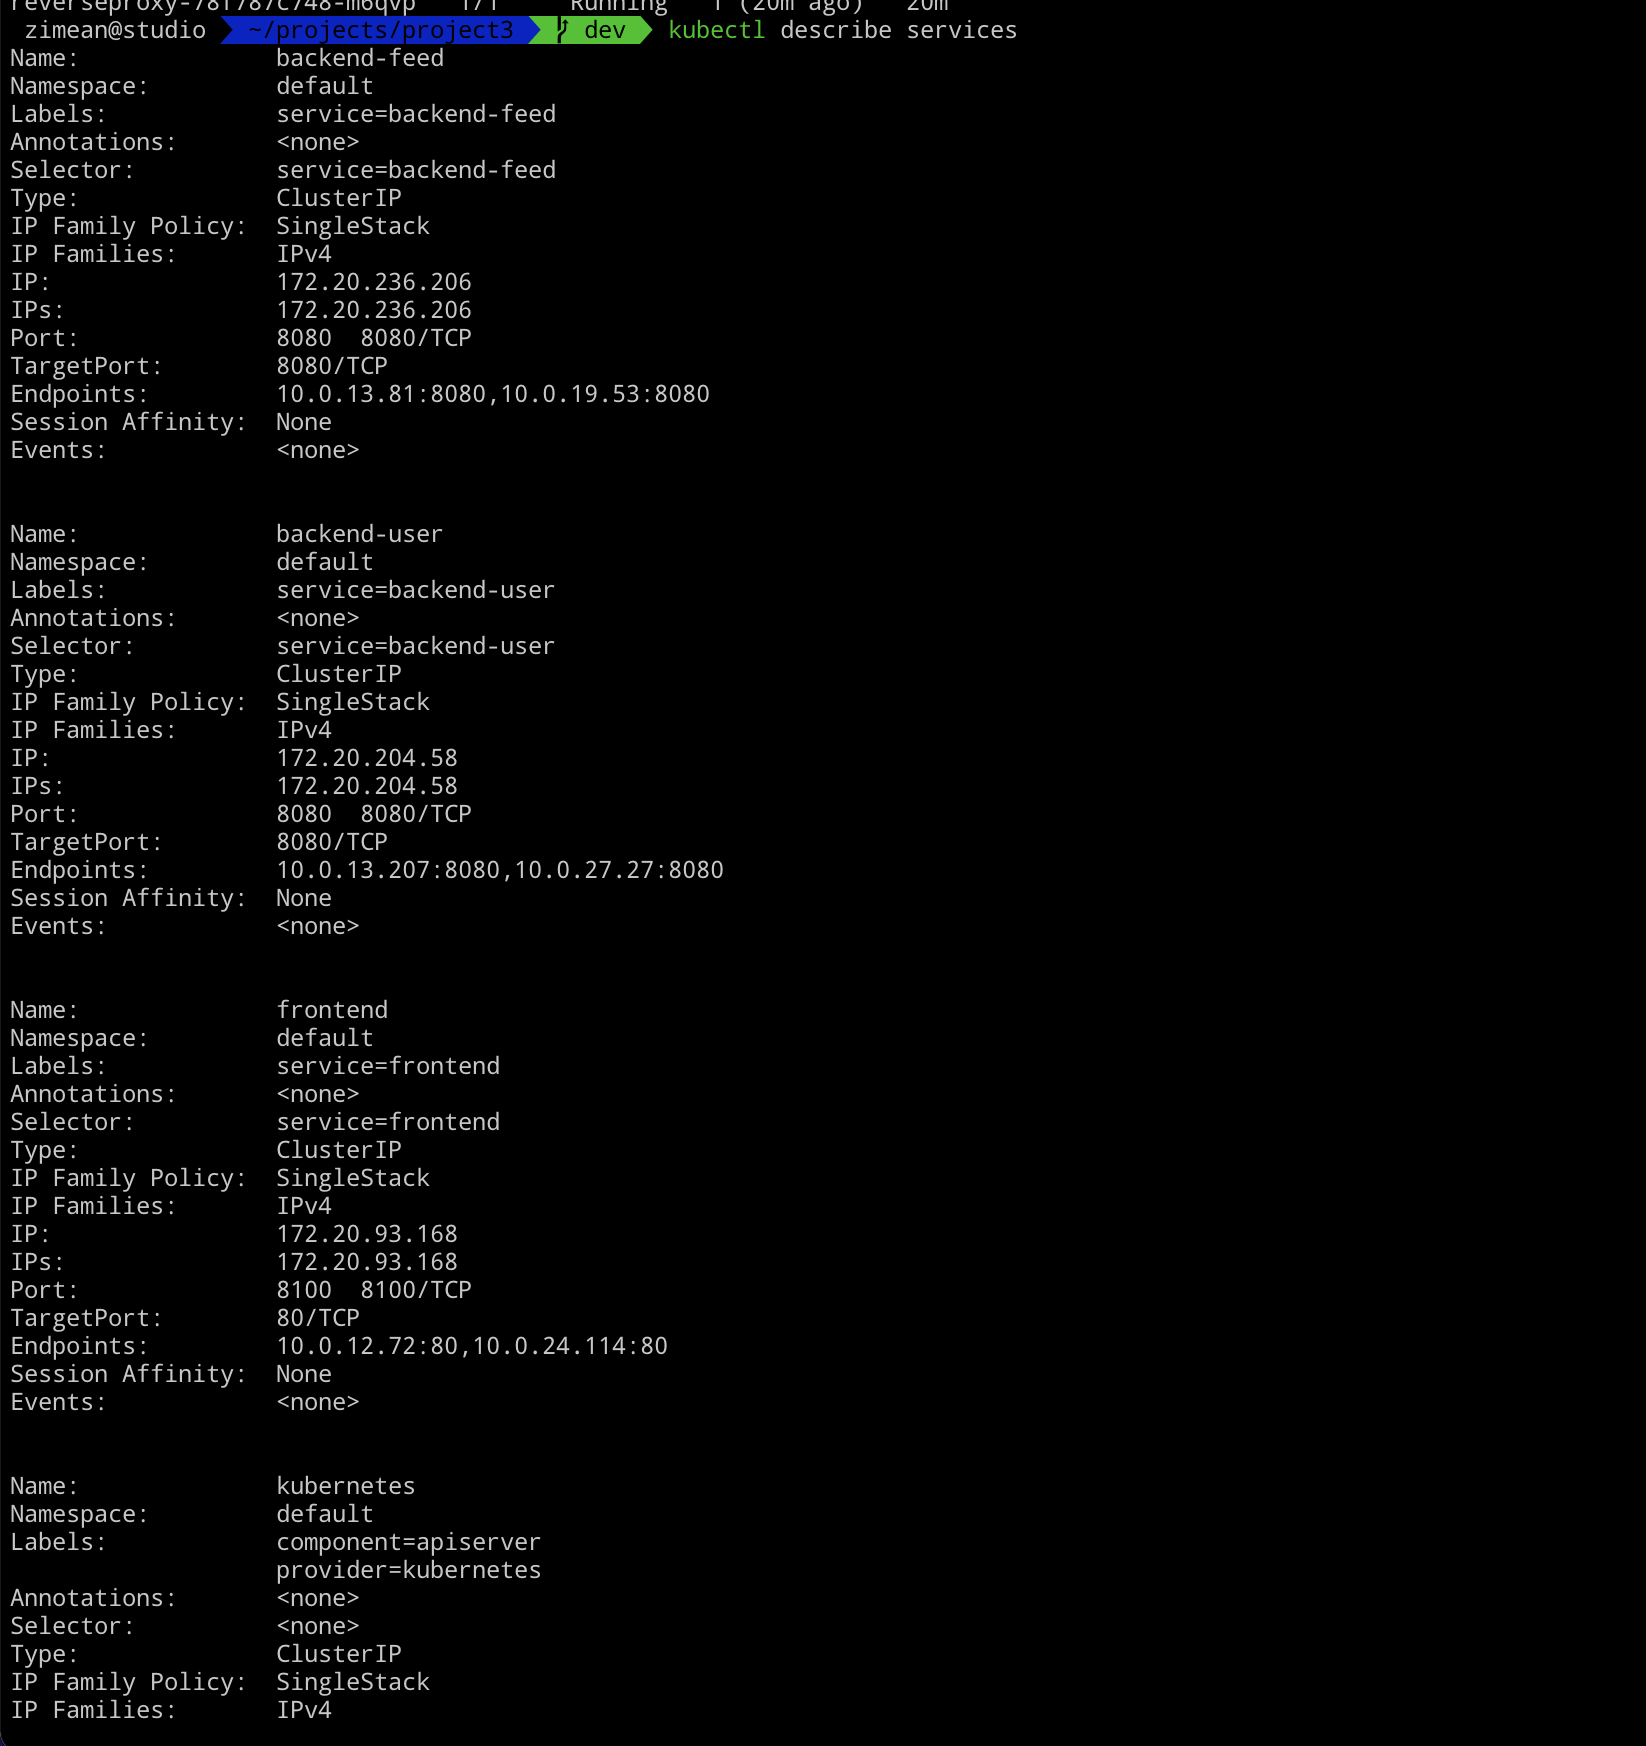 reverseproxy-78f787c748-m6qvp   1/1     Running   1 (20m ago)   20m
zimean@studio ~/projects/project3 dev kubectl describe services
Name:              backend-feed
Namespace:         default
Labels:            service=backend-feed
Annotations:       <none>
Selector:          service=backend-feed
Type:              ClusterIP
IP Family Policy:  SingleStack
IP Families:       IPv4
IP:                172.20.236.206
IPs:               172.20.236.206
Port:              8080  8080/TCP
TargetPort:        8080/TCP
Endpoints:         10.0.13.81:8080,10.0.19.53:8080
Session Affinity:  None
Events:            <none>
Name:              backend-user
Namespace:         default
Labels:            service=backend-user
Annotations:       <none>
Selector:          service=backend-user
Type:              ClusterIP
IP Family Policy:  SingleStack
IP Families:       IPv4
IP:                172.20.204.58
IPs:               172.20.204.58
Port:              8080  8080/TCP
TargetPort:        8080/TCP
Endpoints:         10.0.13.207:8080,10.0.27.27:8080
Session Affinity:  None
Events:            <none>
Name:              frontend
Namespace:         default
Labels:            service=frontend
Annotations:       <none>
Selector:          service=frontend
Type:              ClusterIP
IP Family Policy:  SingleStack
IP Families:       IPv4
IP:                172.20.93.168
IPs:               172.20.93.168
Port:              8100  8100/TCP
TargetPort:        80/TCP
Endpoints:         10.0.12.72:80,10.0.24.114:80
Session Affinity:  None
Events:            <none>
Name:              kubernetes
Namespace:         default
Labels:            component=apiserver
                   provider=kubernetes
Annotations:       <none>
Selector:          <none>
Type:              ClusterIP
IP Family Policy:  SingleStack
IP Families:       IPv4